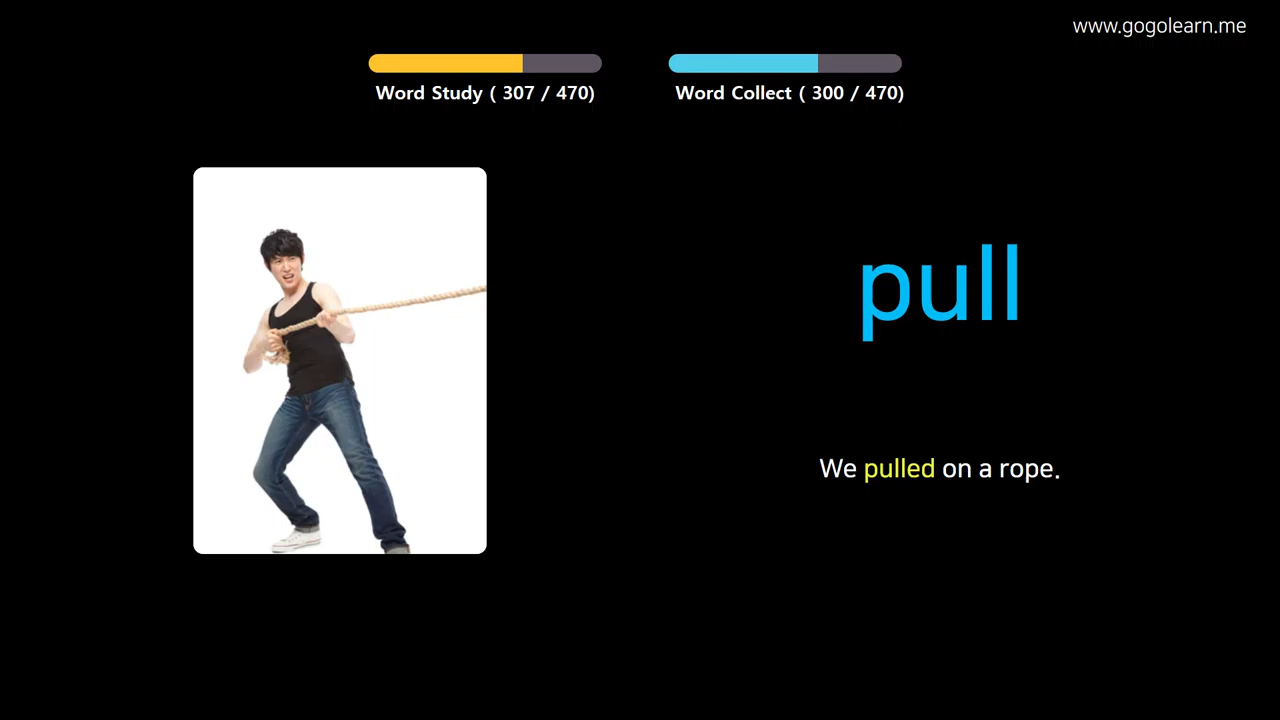 www.gogolearn.me
Word Study ( 307 / 470)
Word Collect ( 300 / 470)
pull
We pulled on a rope.